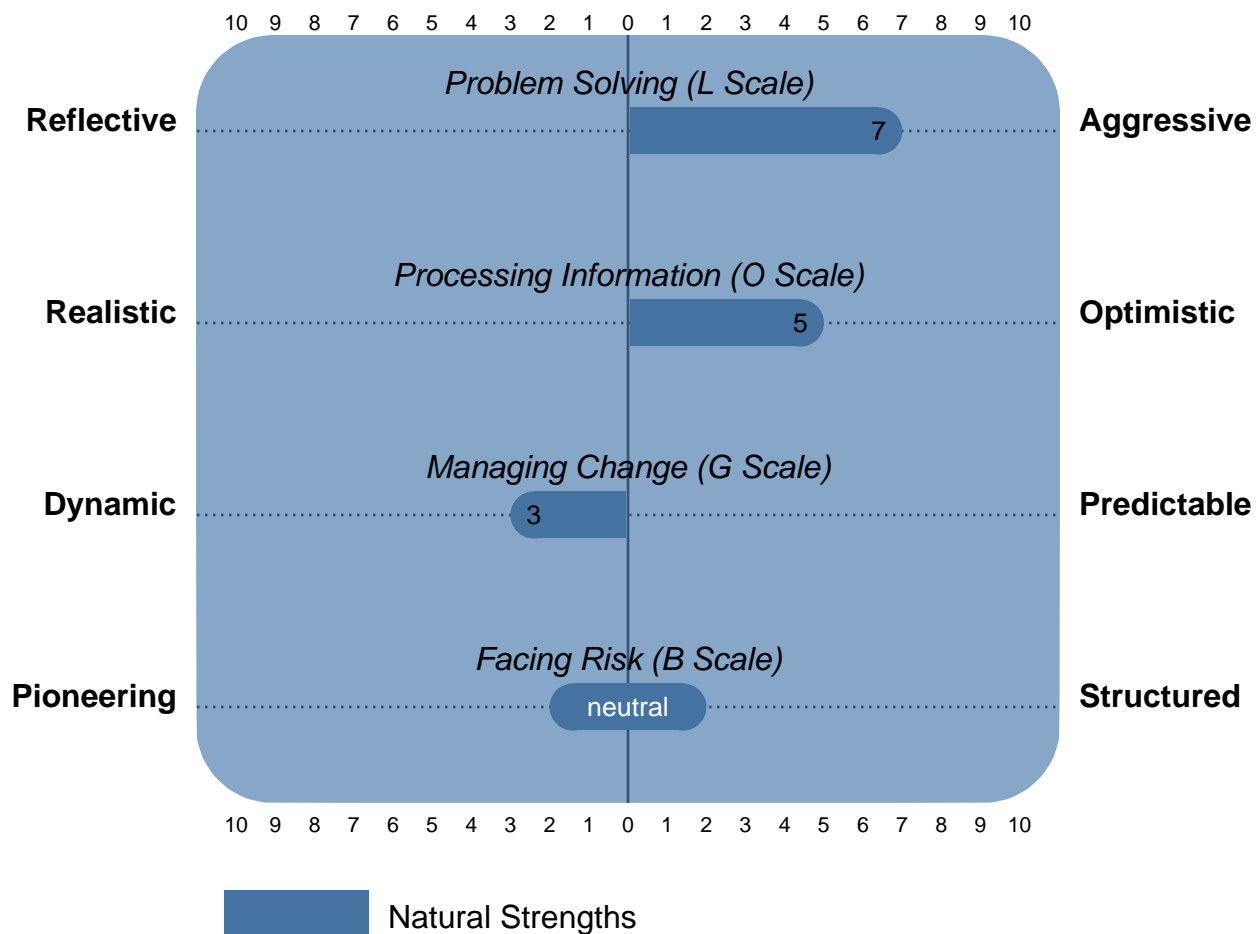 10 9 8 7 6 5 4 3 2 1 0 1 2 3 4 5 6 7 8 9 10
Problem Solving (L Scale)
Reflective 7 Aggressive
Processing Information (O Scale)
Realistic 5 Optimistic
Managing Change (G Scale)
Dynamic 3 Predictable
Facing Risk (B Scale)
Pioneering neutral Structured
10 9 8 7 6 5 4 3 2 1 0 1 2 3 4 5 6 7 8 9 10
Natural Strengths